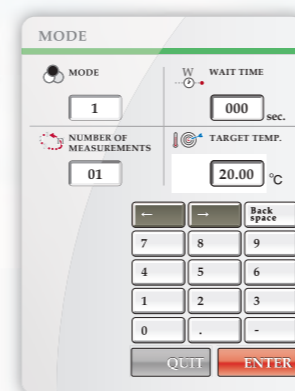 MODE
MODE
1
W WAIT TIME
000 sec.
NUMBER OF
MEASUREMENTS
01
TARGET TEMP.
20.00 °C
← → Back space
7 8 9
4 5 6
1 2 3
0 . -
QUIT ENTER